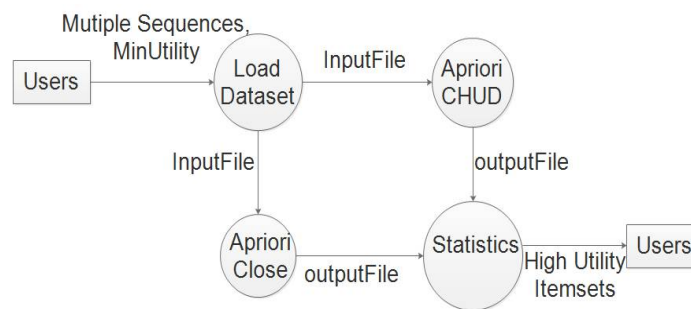 Mutiple Sequences,
MinUtility
Users
Load
Dataset
InputFile
Apriori
CHUD
InputFile
outputFile
Apriori
Close
outputFile
Statistics
High Utility
Itemsets
Users